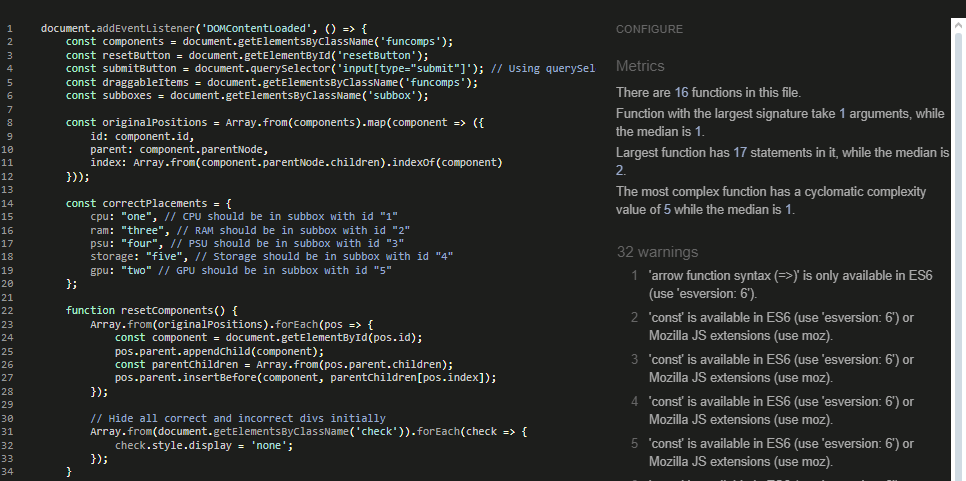 1 document.addEventListener('DOMContentLoaded', () => {
2 const components = document.getElementsByClassName('funcomps');
3 const resetButton = document.getElementById('resetButton');
4 const submitButton = document.querySelector('input[type="submit"]'); // Using querySel
5 const draggableItems = document.getElementsByClassName('funcomps');
6 const subboxes = document.getElementsByClassName('subbox');
7
8 const originalPositions = Array.from(components).map(component => ({
9 id: component.id,
10 parent: component.parentNode,
11 index: Array.from(component.parentNode.children).indexOf(component)
12 }));
13
14 const correctPlacements = {
15 cpu: "one", // CPU should be in subbox with id "1"
16 ram: "three", // RAM should be in subbox with id "2"
17 psu: "four", // PSU should be in subbox with id "3"
18 storage: "five", // Storage should be in subbox with id "4"
19 gpu: "two" // GPU should be in subbox with id "5"
20 };
21
22 function resetComponents() {
23 Array.from(originalPositions).forEach(pos => {
24 const component = document.getElementById(pos.id);
25 pos.parent.appendChild(component);
26 const parentChildren = Array.from(pos.parent.children);
27 pos.parent.insertBefore(component, parentChildren[pos.index]);
28 });
29
30 // Hide all correct and incorrect divs initially
31 Array.from(document.getElementsByClassName('check')).forEach(check => {
32 check.style.display = 'none';
33 });
34 }
CONFIGURE
Metrics
There are 16 functions in this file.
Function with the largest signature take 1 arguments, while
the median is 1.
Largest function has 17 statements in it, while the median is
2.
The most complex function has a cyclomatic complexity
value of 5 while the median is 1.
32 warnings
1 'arrow function syntax (=>)' is only available in ES6
(use 'esversion: 6').
2 'const' is available in ES6 (use 'esversion: 6') or
Mozilla JS extensions (use moz).
3 'const' is available in ES6 (use 'esversion: 6') or
Mozilla JS extensions (use moz).
4 'const' is available in ES6 (use 'esversion: 6') or
Mozilla JS extensions (use moz).
5 'const' is available in ES6 (use 'esversion: 6') or
Mozilla JS extensions (use moz).